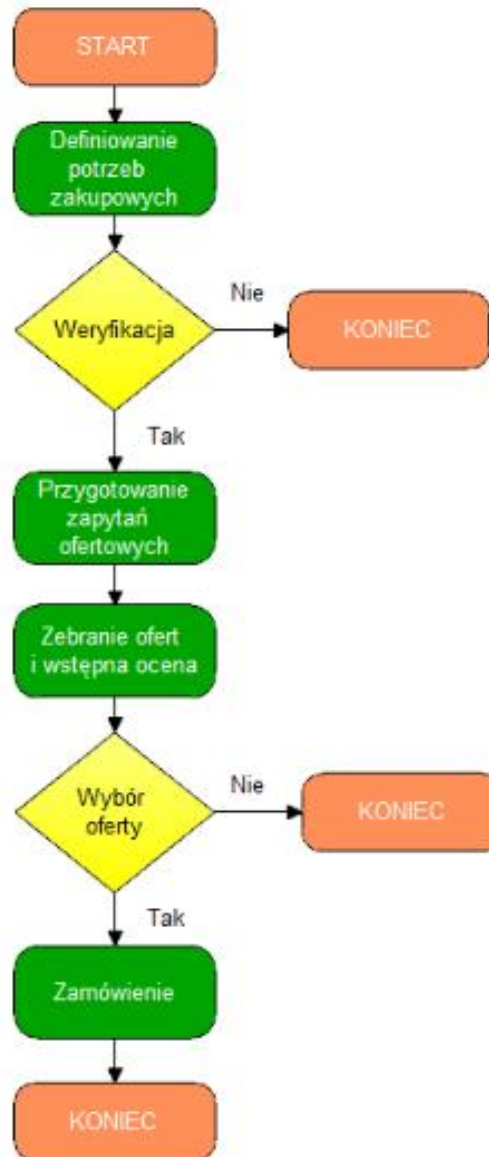 START
Definiowanie
potrzeb
zakupowych
Weryfikacja
Nie
KONIEC
Tak
Przygotowanie
zapytań
ofertowych
Zebranie ofert
i wstępna ocena
Wybór
oferty
Nie
KONIEC
Tak
Zamówienie
KONIEC